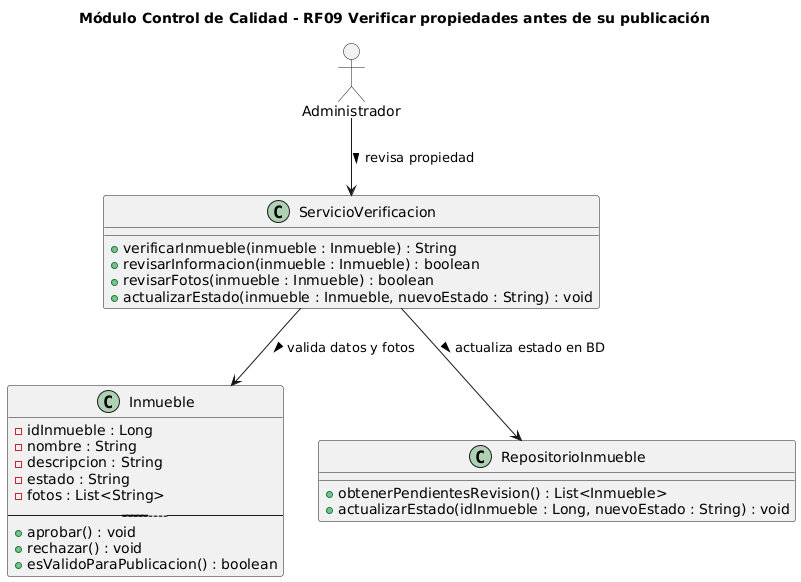 Módulo Control de Calidad - RF09 Verificar propiedades antes de su publicación
Administrador
revisa propiedad
C ServicioVerificacion
verificarInmueble(inmueble : Inmueble) : String
revisarInformacion(inmueble : Inmueble) : boolean
revisarFotos(inmueble : Inmueble) : boolean
actualizarEstado(inmueble : Inmueble, nuevoEstado : String) : void
valida datos y fotos
actualiza estado en BD
C Inmueble
idInmueble : Long
nombre : String
descripcion : String
estado : String
fotos : List<String>
aprobar() : void
rechazar() : void
esValidoParaPublicacion() : boolean
C RepositorioInmueble
obtenerPendientesRevision() : List<Inmueble>
actualizarEstado(idInmueble : Long, nuevoEstado : String) : void